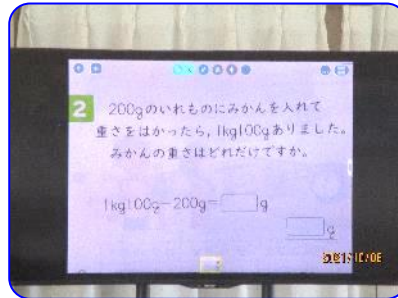 2 200gのいれものにみかんを入れて
重さをはかったら,1kg100gありました。
みかんの重さはどれだけですか。
1kg100g-200g=□g
□g